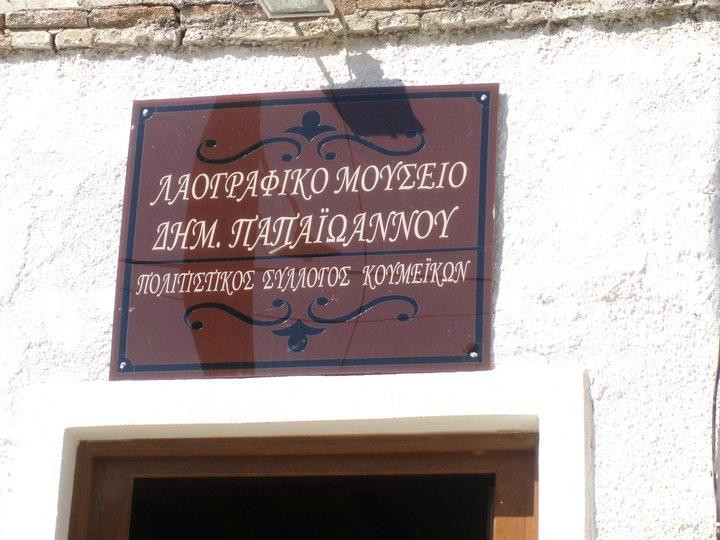 ΛΑΟΓΡΑΦΙΚΟ ΜΟΥΣΕΙΟ
ΔΗΜ. ΠΑΠΑΪΩΑΝΝΟΥ
ΠΟΛΙΤΙΣΤΙΚΟΣ ΣΥΛΛΟΓΟΣ ΚΟΥΜΕΪΚΩΝ